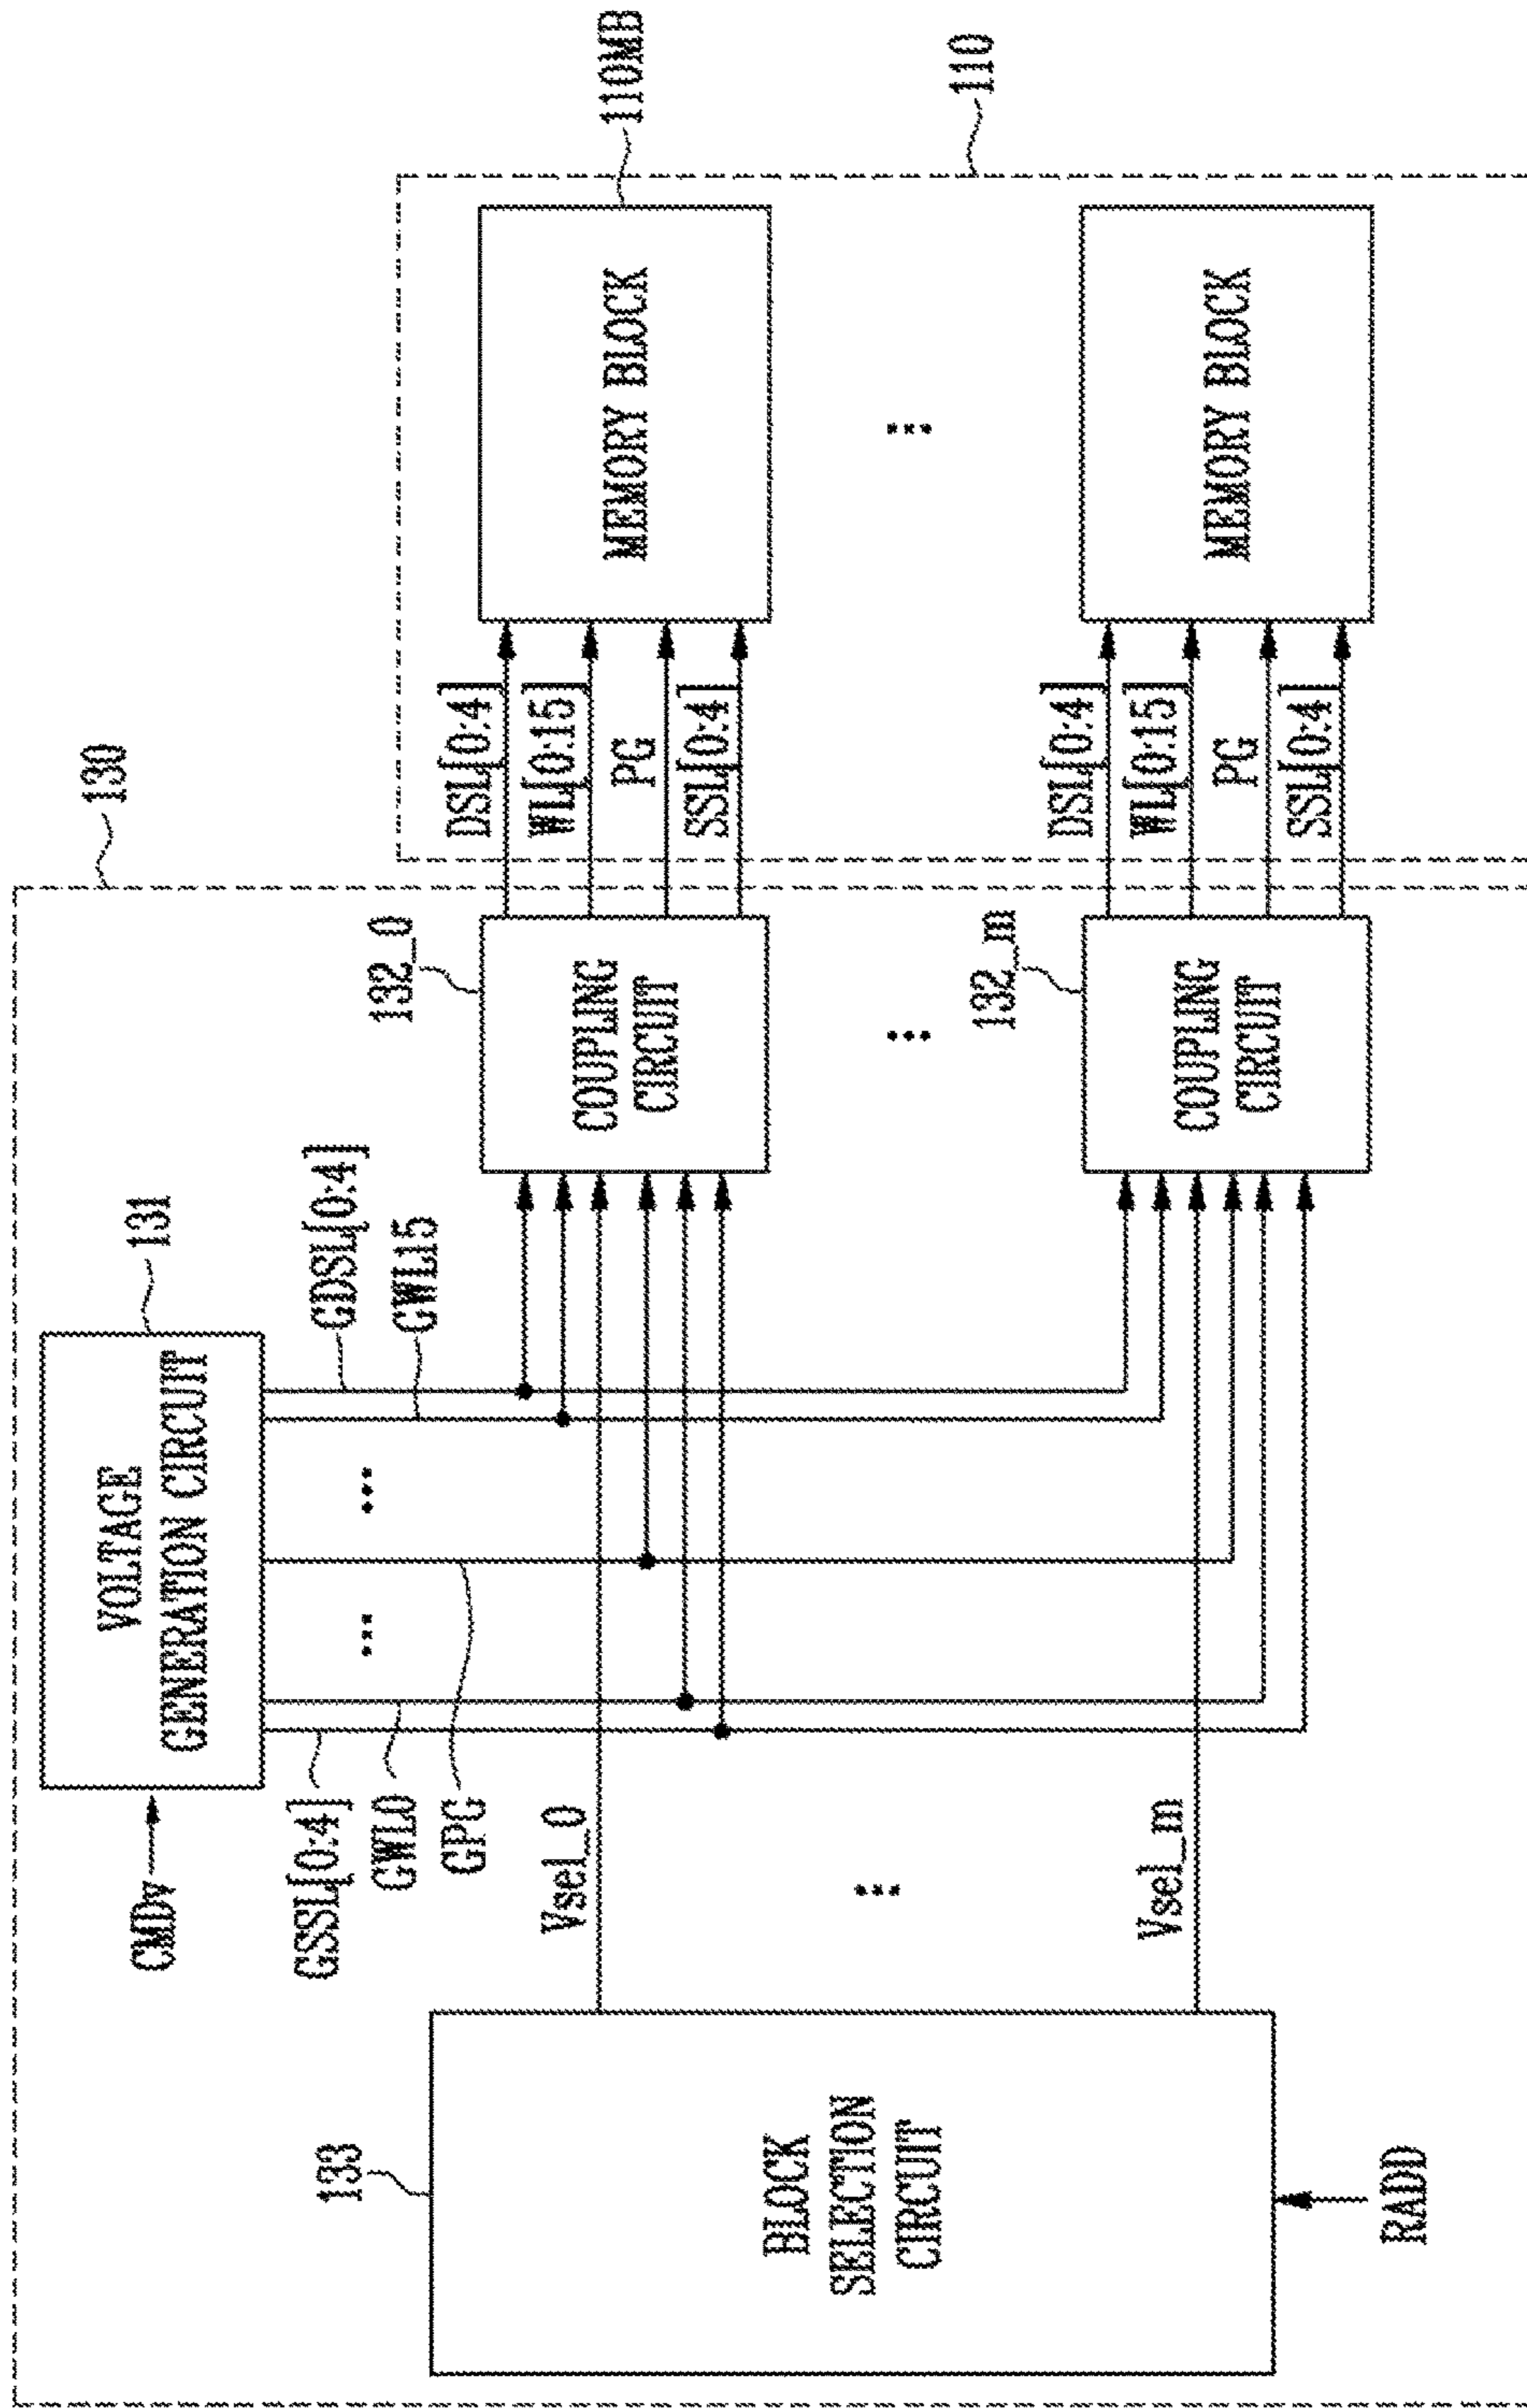 130
131
VOLTAGE
GENERATION CIRCUIT
CMDv
GSSL[0:4]
GWL0
GPG
GDSL[0:4]
GWL15
133
BLOCK
SELECTION
CIRCUIT
RADD
Vsel_0
Vsel_m
132_0
COUPLING
CIRCUIT
132_m
COUPLING
CIRCUIT
DSL[0:4]
WL[0:15]
PG
SSL[0:4]
DSL[0:4]
WL[0:15]
PG
SSL[0:4]
110MB
MEMORY BLOCK
110
MEMORY BLOCK